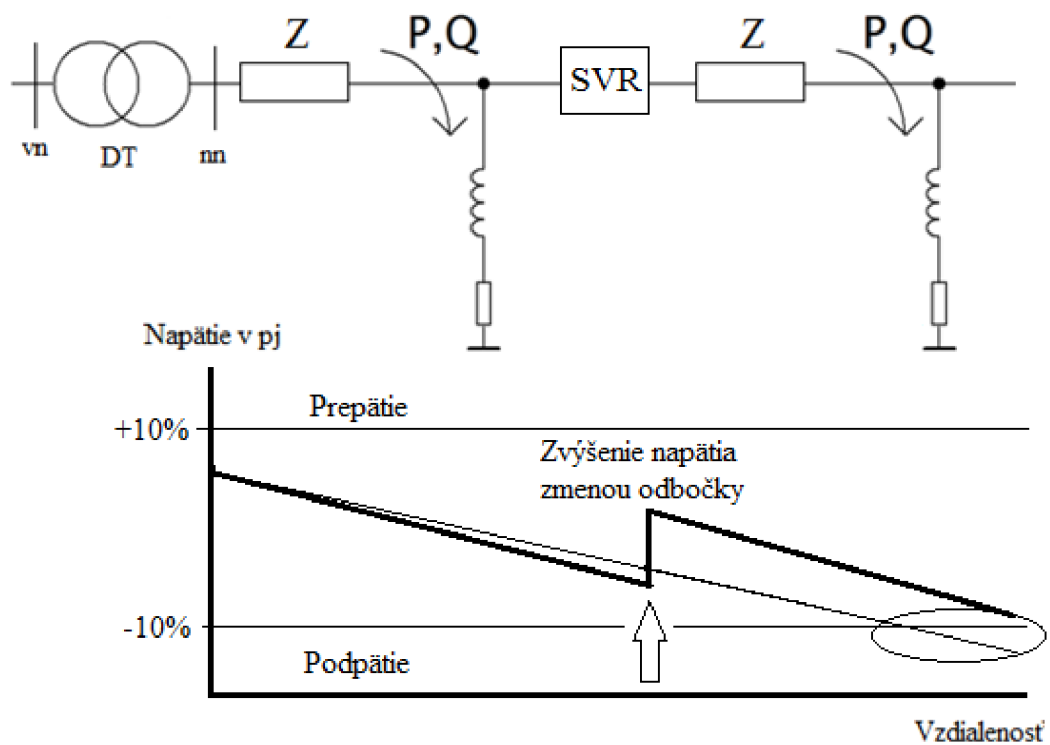 Z
P,Q
SVR
Z
P,Q
vn
DT
nn
Napätie v pj
Prepätie
+10%
Zvýšenie napätia
zmenou odbočky
-10%
Podpätie
Vzdialenosť